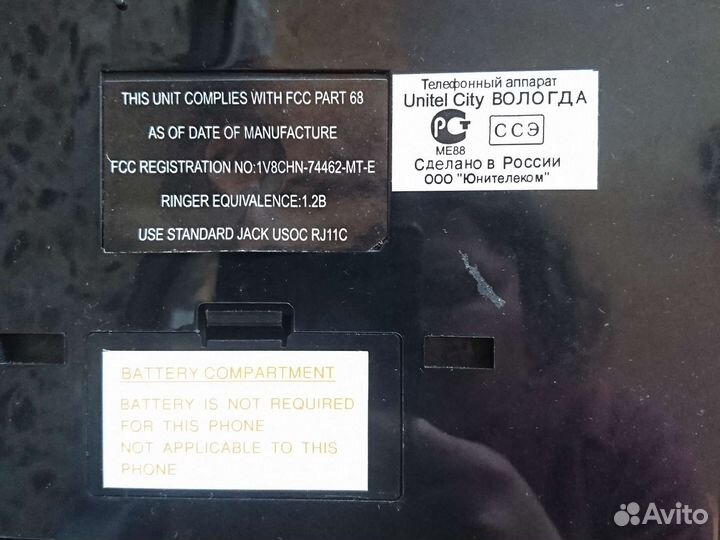 THIS UNIT COMPLIES WITH FCC PART 68
AS OF DATE OF MANUFACTURE
FCC REGISTRATION NO:1V8CHN-74462-MT-E
RINGER EQUIVALENCE:1.2B
USE STANDARD JACK USOC RJ11C
Телефонный аппарат
Unitel City ВОЛОГДА
РСТ ССЭ
МЕ88
Сделано в России
ООО "Юнителеком"
BATTERY COMPARTMENT
BATTERY IS NOT REQUIRED
FOR THIS PHONE
NOT APPLICABLE TO THIS
PHONE
Avito